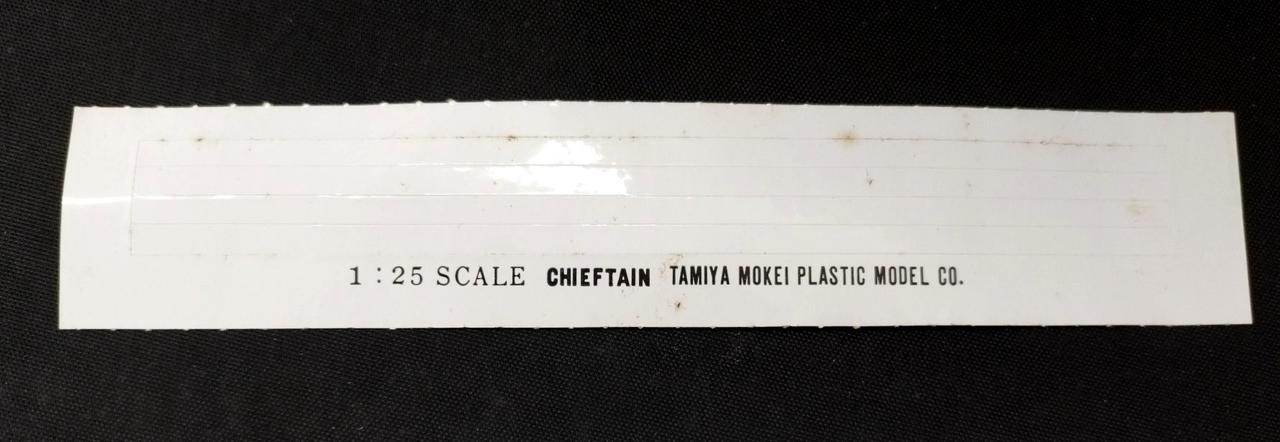 1 : 25 SCALE CHIEFTAIN TAMIYA MOKEI PLASTIC MODEL CO.